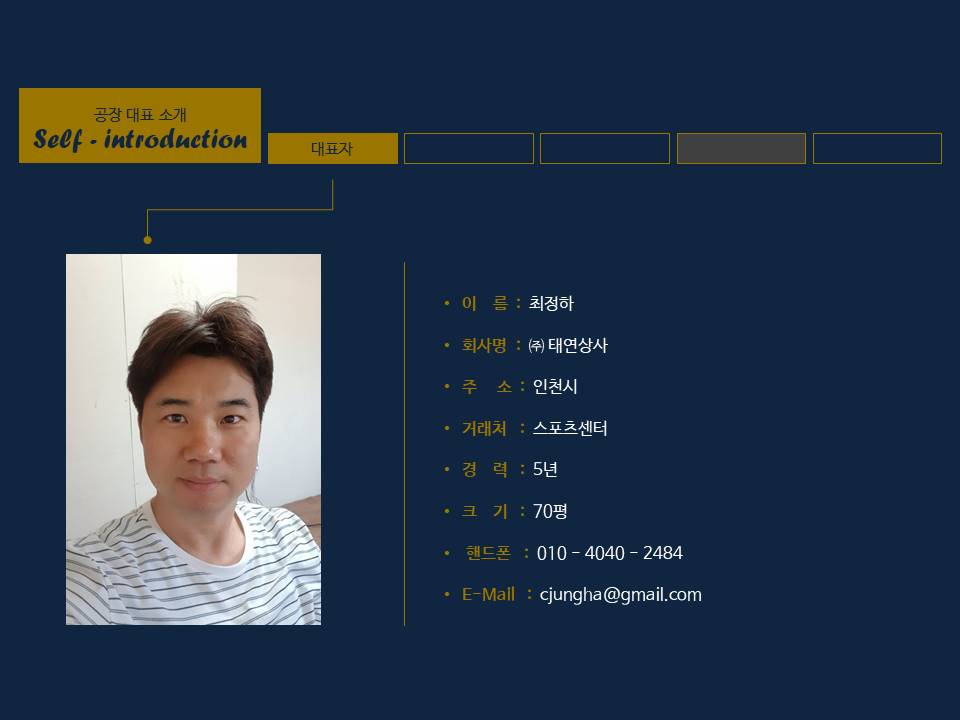 공장 대표 소개
Self - introduction
대표자
• 이 름 : 최정하
• 회사명 : ㈜ 태연상사
• 주 소 : 인천시
• 거래처 : 스포츠센터
• 경 력 : 5년
• 크 기 : 70평
• 핸드폰 : 010 - 4040 - 2484
• E-Mail : cjungha@gmail.com